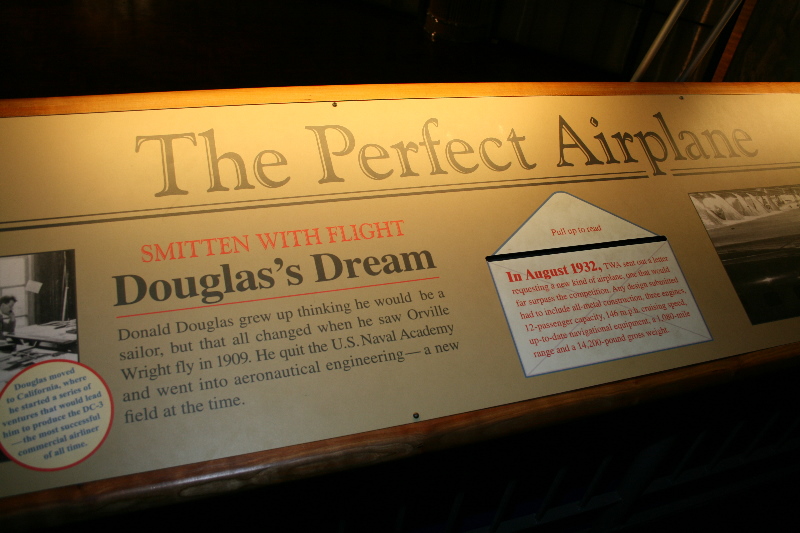 The Perfect Airplane
SMITTEN WITH FLIGHT
Douglas's Dream
Donald Douglas grew up thinking he would be a
sailor, but that all changed when he saw Orville
Wright fly in 1909. He quit the U.S. Naval Academy
and went into aeronautical engineering—a new
field at the time.
Douglas moved
to California, where
he started a series of
ventures that would lead
him to produce the DC-3
—the most successful
commercial airliner
of all time.
Pull up to read
In August 1932, TWA sent out a letter
requesting a new kind of airplane, one that would
far surpass the competition. Any design submitted
had to include all-metal construction, three engines,
12-passenger capacity, 146 m.p.h. cruising speed,
up-to-date navigational equipment, a 1,080-mile
range and a 14,200-pound gross weight.